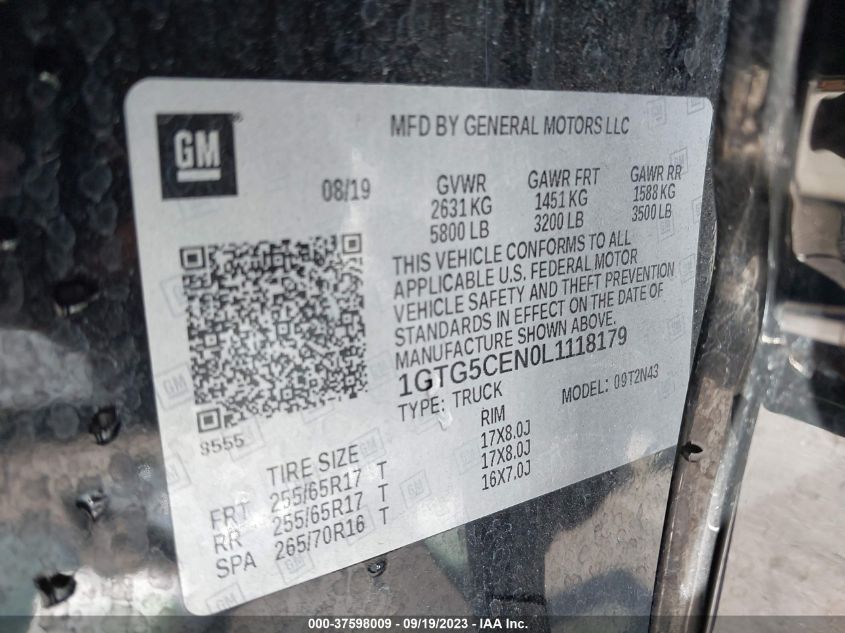 GM
MFD BY GENERAL MOTORS LLC
08/19
GVWR GAWR FRT GAWR RR
2631 KG 1451 KG 1588 KG
5800 LB 3200 LB 3500 LB
THIS VEHICLE CONFORMS TO ALL
APPLICABLE U.S. FEDERAL MOTOR
VEHICLE SAFETY AND THEFT PREVENTION
STANDARDS IN EFFECT ON THE DATE OF
MANUFACTURE SHOWN ABOVE.
1GTG5CEN0L1118179
TYPE: TRUCK MODEL: 09T2N43
9555
TIRE SIZE RIM
FRT 255/65R17 T 17X8.0J
RR 255/65R17 T 17X8.0J
SPA 265/70R16 T 16X7.0J
000-37598009 - 09/19/2023 - IAA Inc.